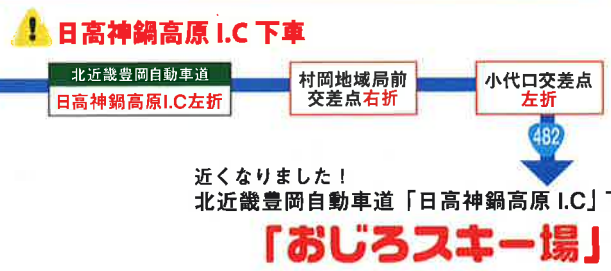 日高神鍋高原I.C下車
北近畿豊岡自動車道
日高神鍋高原I.C左折
村岡地域局前
交差点右折
小代口交差点
左折
482
近くなりました！
北近畿豊岡自動車道「日高神鍋高原I.C」
「おじろスキー場」